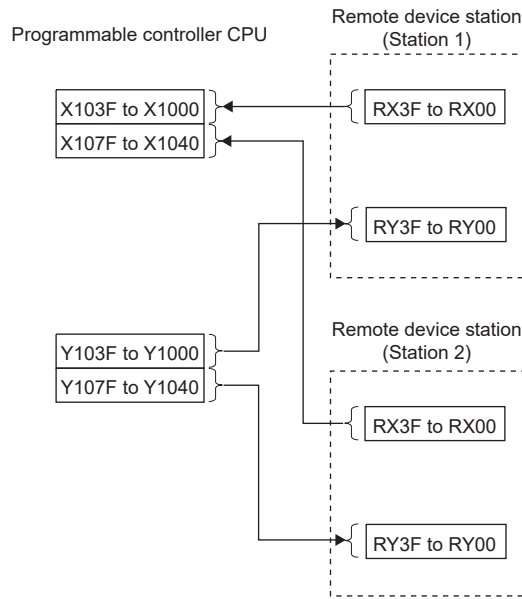 Programmable controller CPU
Remote device station
(Station 1)
X103F to X1000
X107F to X1040
RX3F to RX00
RY3F to RY00
Y103F to Y1000
Y107F to Y1040
Remote device station
(Station 2)
RX3F to RX00
RY3F to RY00